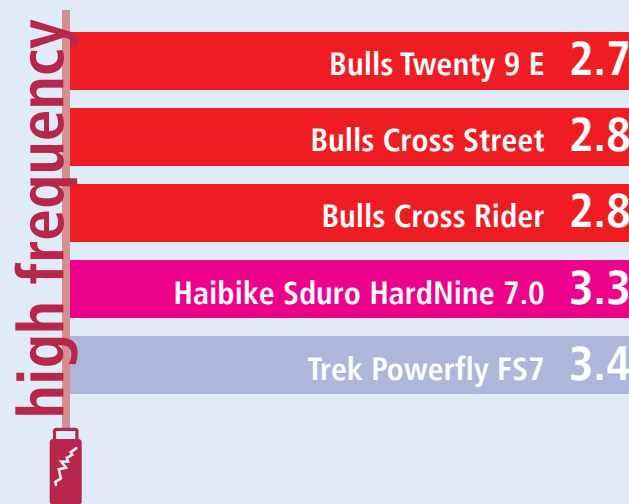 high frequency
Bulls Twenty 9 E 2.7
Bulls Cross Street 2.8
Bulls Cross Rider 2.8
Haibike Sduro HardNine 7.0 3.3
Trek Powerfly FS7 3.4